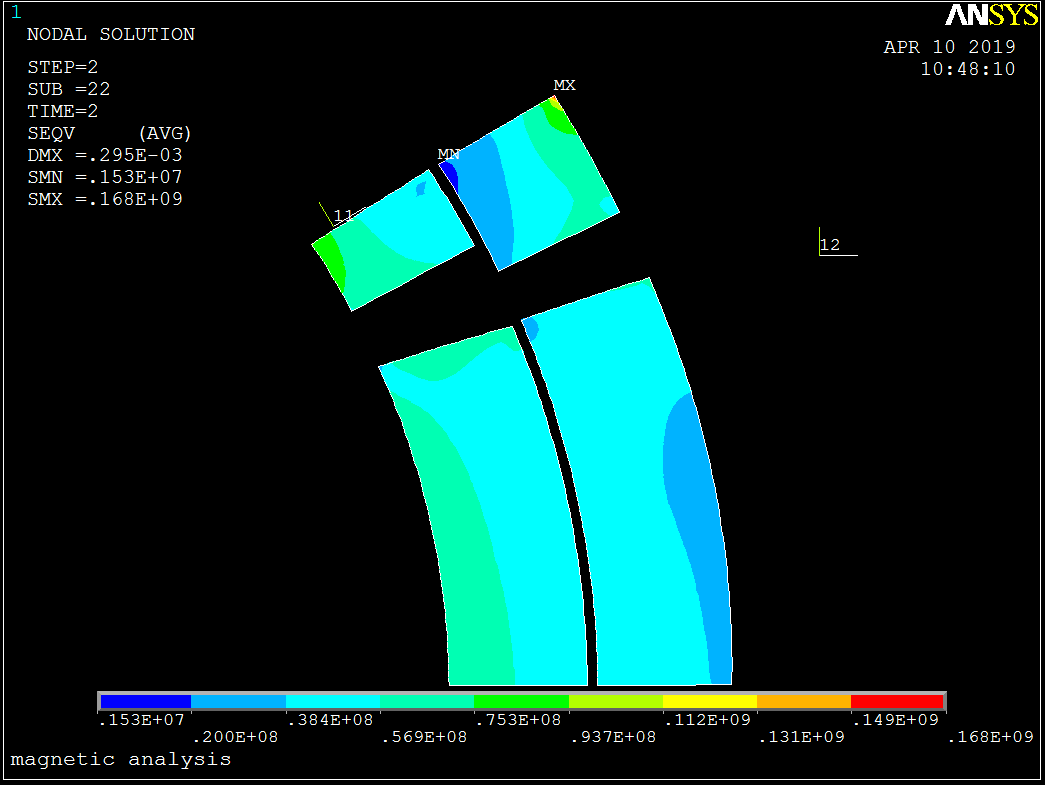 1
ANSYS
NODAL SOLUTION
APR 10 2019
10:48:10
STEP=2
SUB =22
TIME=2
SEQV (AVG)
DMX =.295E-03
SMN =.153E+07
SMX =.168E+09
MX
MN
11
12
.153E+07 .384E+08 .753E+08 .112E+09 .149E+09
.200E+08 .569E+08 .937E+08 .131E+09 .168E+09
magnetic analysis